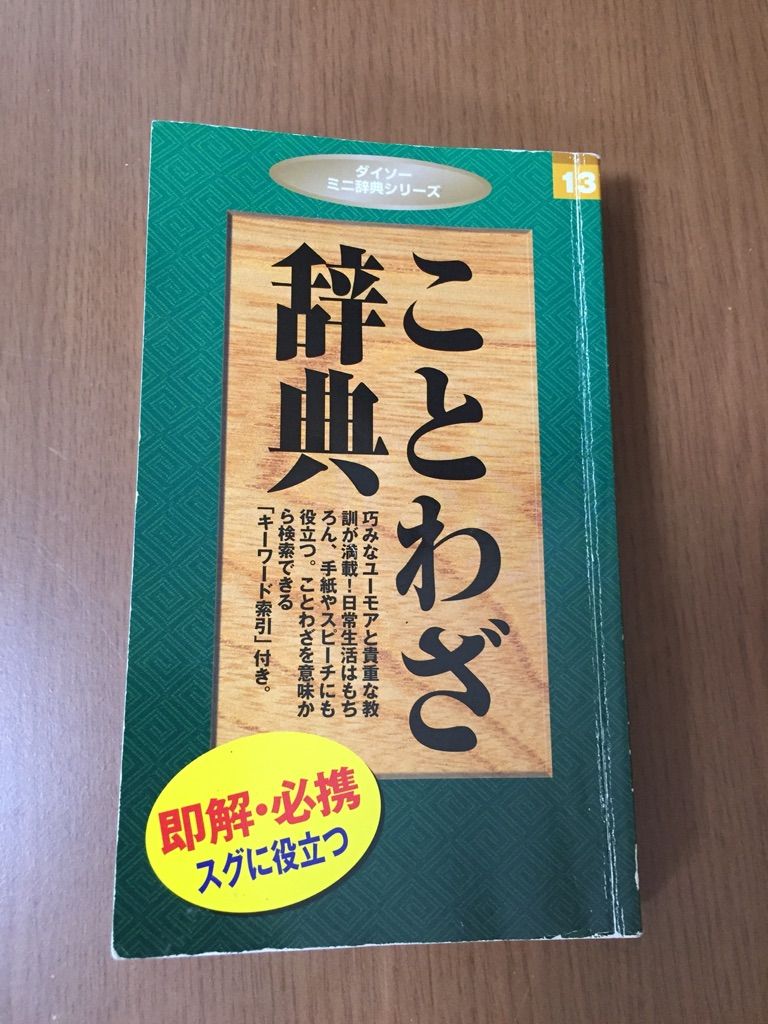 ダイソー
ミニ辞典シリーズ
13
ことわざ
辞典
巧みなユーモアと貴重な教
訓が満載！日常生活はもち
ろん、手紙やスピーチにも
役立つ。ことわざを意味か
ら検索できる
「キーワード索引」付き。
即解・必携
スグに役立つ